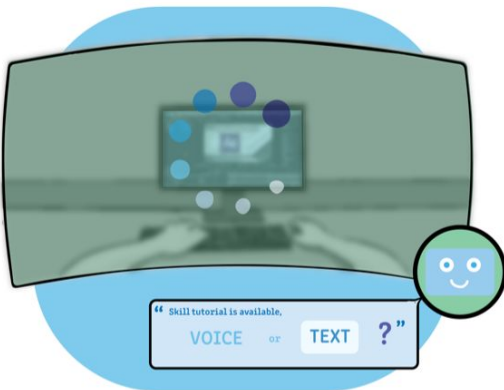 “ Skill tutorial is available,
VOICE or TEXT ?”